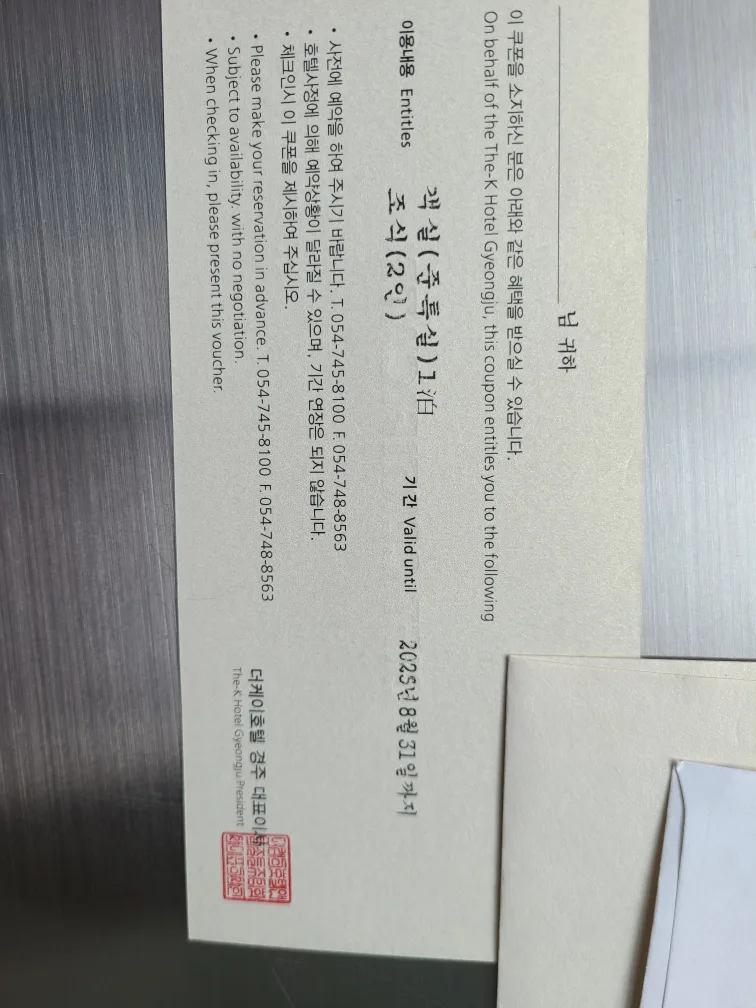 님 귀하
이 쿠폰을 소지하신 분은 아래와 같은 혜택을 받으실 수 있습니다.
On behalf of the The-K Hotel Gyeongju, this coupon entitles you to the following
이용내용 Entitles 객실(준특실)1泊 기간 Valid until 2025년 8월 31일까지
조식(2인)
• 사전에 예약을 하여 주시기 바랍니다. T. 054-745-8100 F. 054-748-8563
• 호텔사정에 의해 예약상황이 달라질 수 있으며, 기간 연장은 되지 않습니다.
• 체크인시 이 쿠폰을 제시하여 주십시오.
• Please make your reservation in advance. T. 054-745-8100 F. 054-748-8563
• Subject to availability, with no negotiation.
• When checking in, please present this voucher.
더케이호텔 경주 대표이사
The-K Hotel Gyeongju President